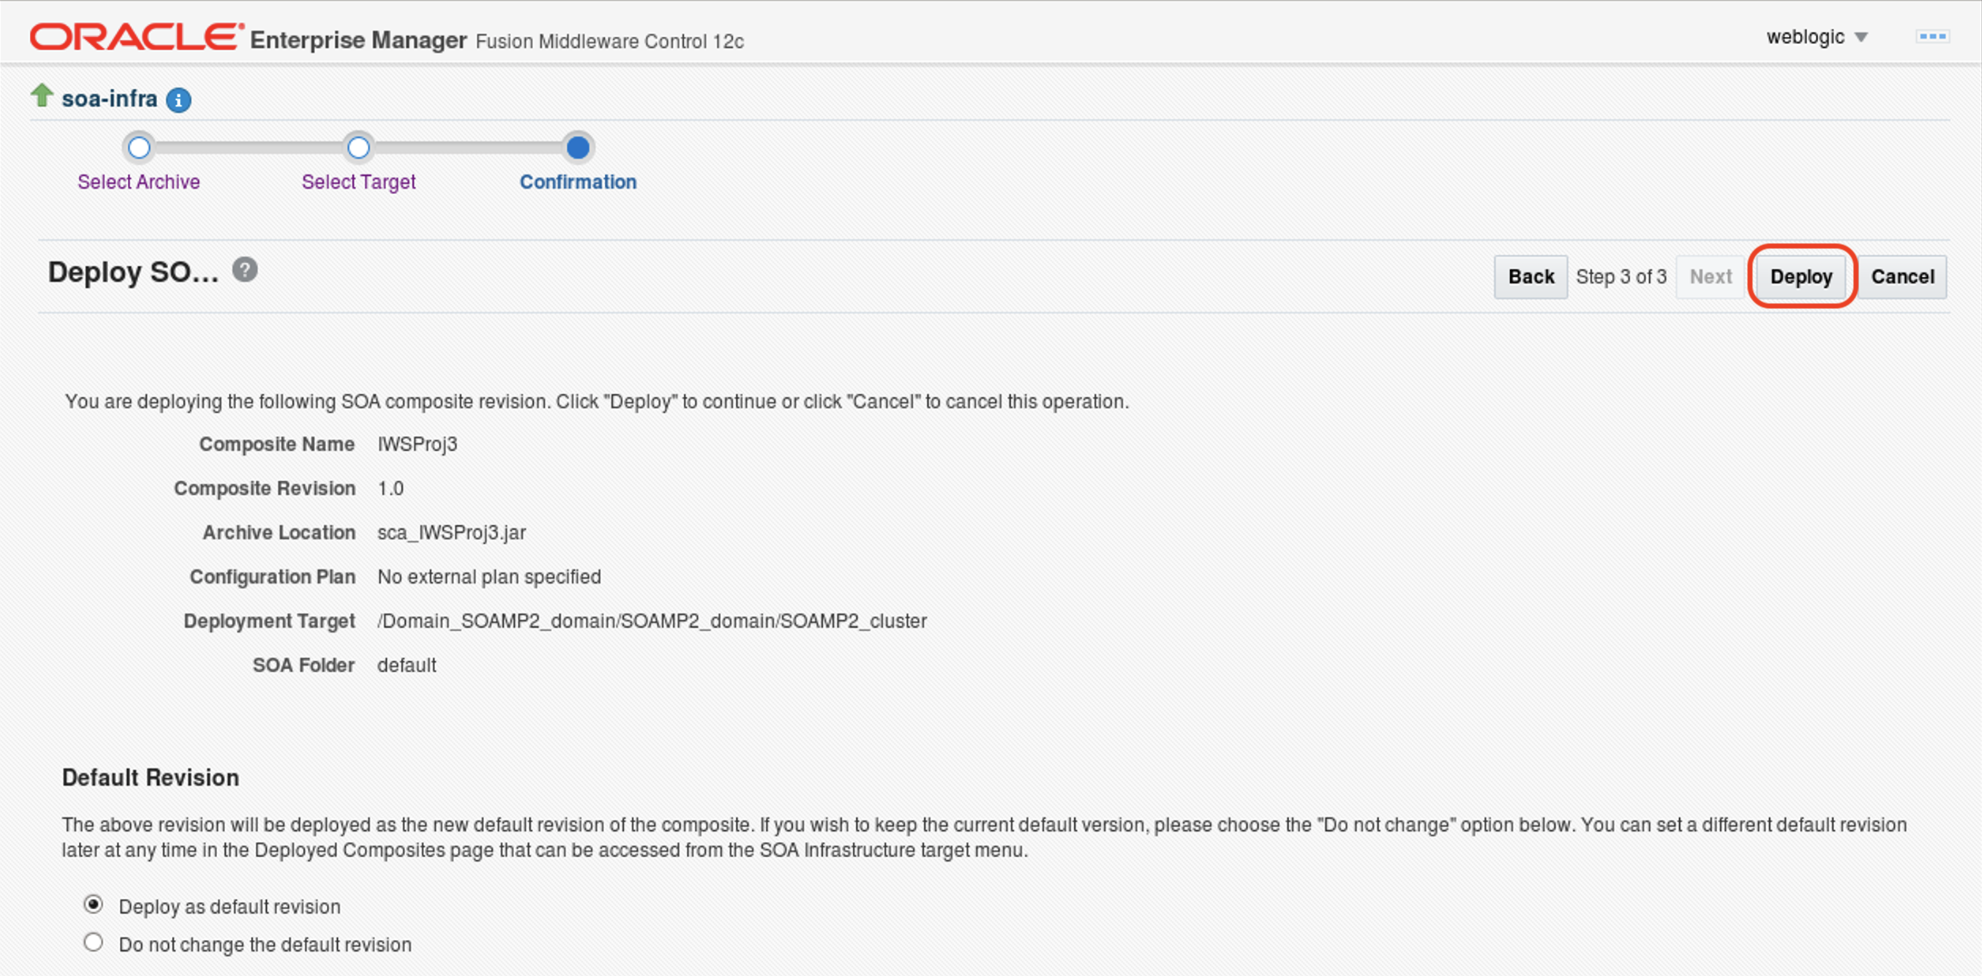 ORACLE Enterprise Manager Fusion Middleware Control 12c
weblogic
soa-infra
Select Archive Select Target Confirmation
Deploy SO...
Back Step 3 of 3 Next Deploy Cancel
You are deploying the following SOA composite revision. Click "Deploy" to continue or click "Cancel" to cancel this operation.
Composite Name IWSProj3
Composite Revision 1.0
Archive Location sca_IWSProj3.jar
Configuration Plan No external plan specified
Deployment Target /Domain_SOAMP2_domain/SOAMP2_domain/SOAMP2_cluster
SOA Folder default
Default Revision
The above revision will be deployed as the new default revision of the composite. If you wish to keep the current default version, please choose the "Do not change" option below. You can set a different default revision
later at any time in the Deployed Composites page that can be accessed from the SOA Infrastructure target menu.
Deploy as default revision
Do not change the default revision